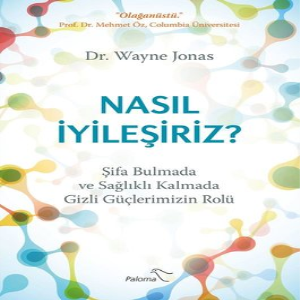 "Olağanüstü."
Prof. Dr. Mehmet Öz, Columbia Üniversitesi
Dr. Wayne Jonas
NASIL
İYİLEŞİRİZ?
Şifa Bulmada
ve Sağlıklı Kalmada
Gizli Güçlerimizin Rolü
Paloma